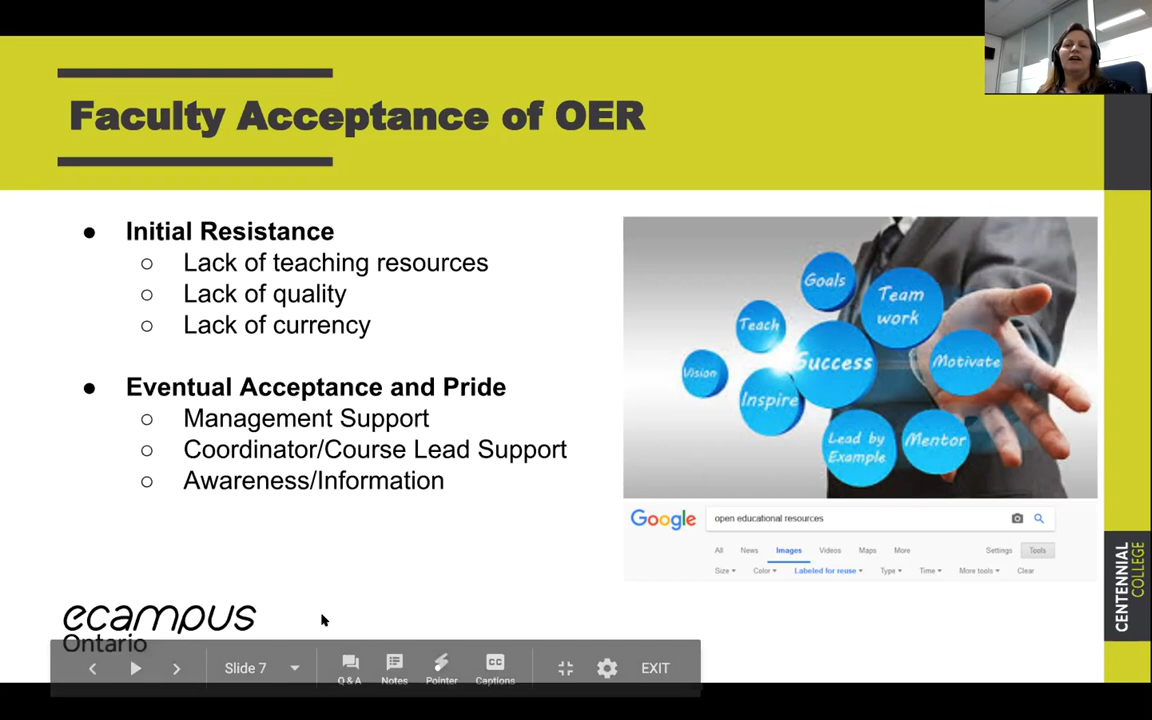 Faculty Acceptance of OER
● Initial Resistance
○ Lack of teaching resources
○ Lack of quality
○ Lack of currency
● Eventual Acceptance and Pride
○ Management Support
○ Coordinator/Course Lead Support
○ Awareness/Information
Goals
Team
work
Teach
Success
Motivate
Vision
Inspire
Lead by
Example
Mentor
Google
open educational resources
All News Images Videos Maps More Settings Tools
Size Color Labeled for reuse Type Time More tools Clear
CENTENNIAL
COLLEGE
ecampus
Ontario
Slide 7
Q & A
Notes
Pointer
CC
Captions
EXIT